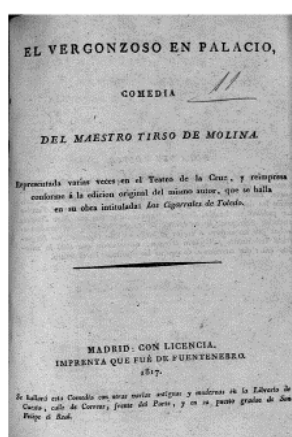 EL VERGONZOSO EN PALACIO,
11
COMEDIA
DEL MAESTRO TIRSO DE MOLINA.
Representada varias veces en el Teatro de la Cruz, y reimpresa
conforme á la edicion original del mismo autor, que se halla
en su obra intitulada: Los Cigarrales de Toledo.
MADRID: CON LICENCIA.
IMPRENTA QUE FUÉ DE FUENTENEBRO.
1817.
Se hallará esta Comedia con otras varias antiguas y modernas en la Librería de
Cuesta, calle de Correos, frente del Parte, y en su puesto gradas de San
Felipe el Real.